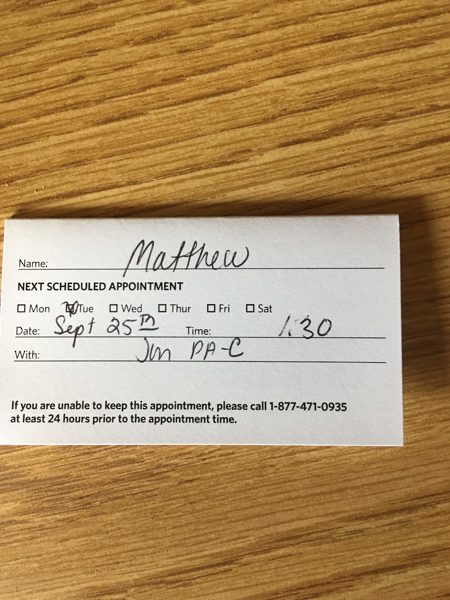 Name: Matthew
NEXT SCHEDULED APPOINTMENT
☐ Mon ☑ Tue ☐ Wed ☐ Thur ☐ Fri ☐ Sat
Date: Sept 25th Time: 1:30
With: Jen PA-C
If you are unable to keep this appointment, please call 1-877-471-0935
at least 24 hours prior to the appointment time.